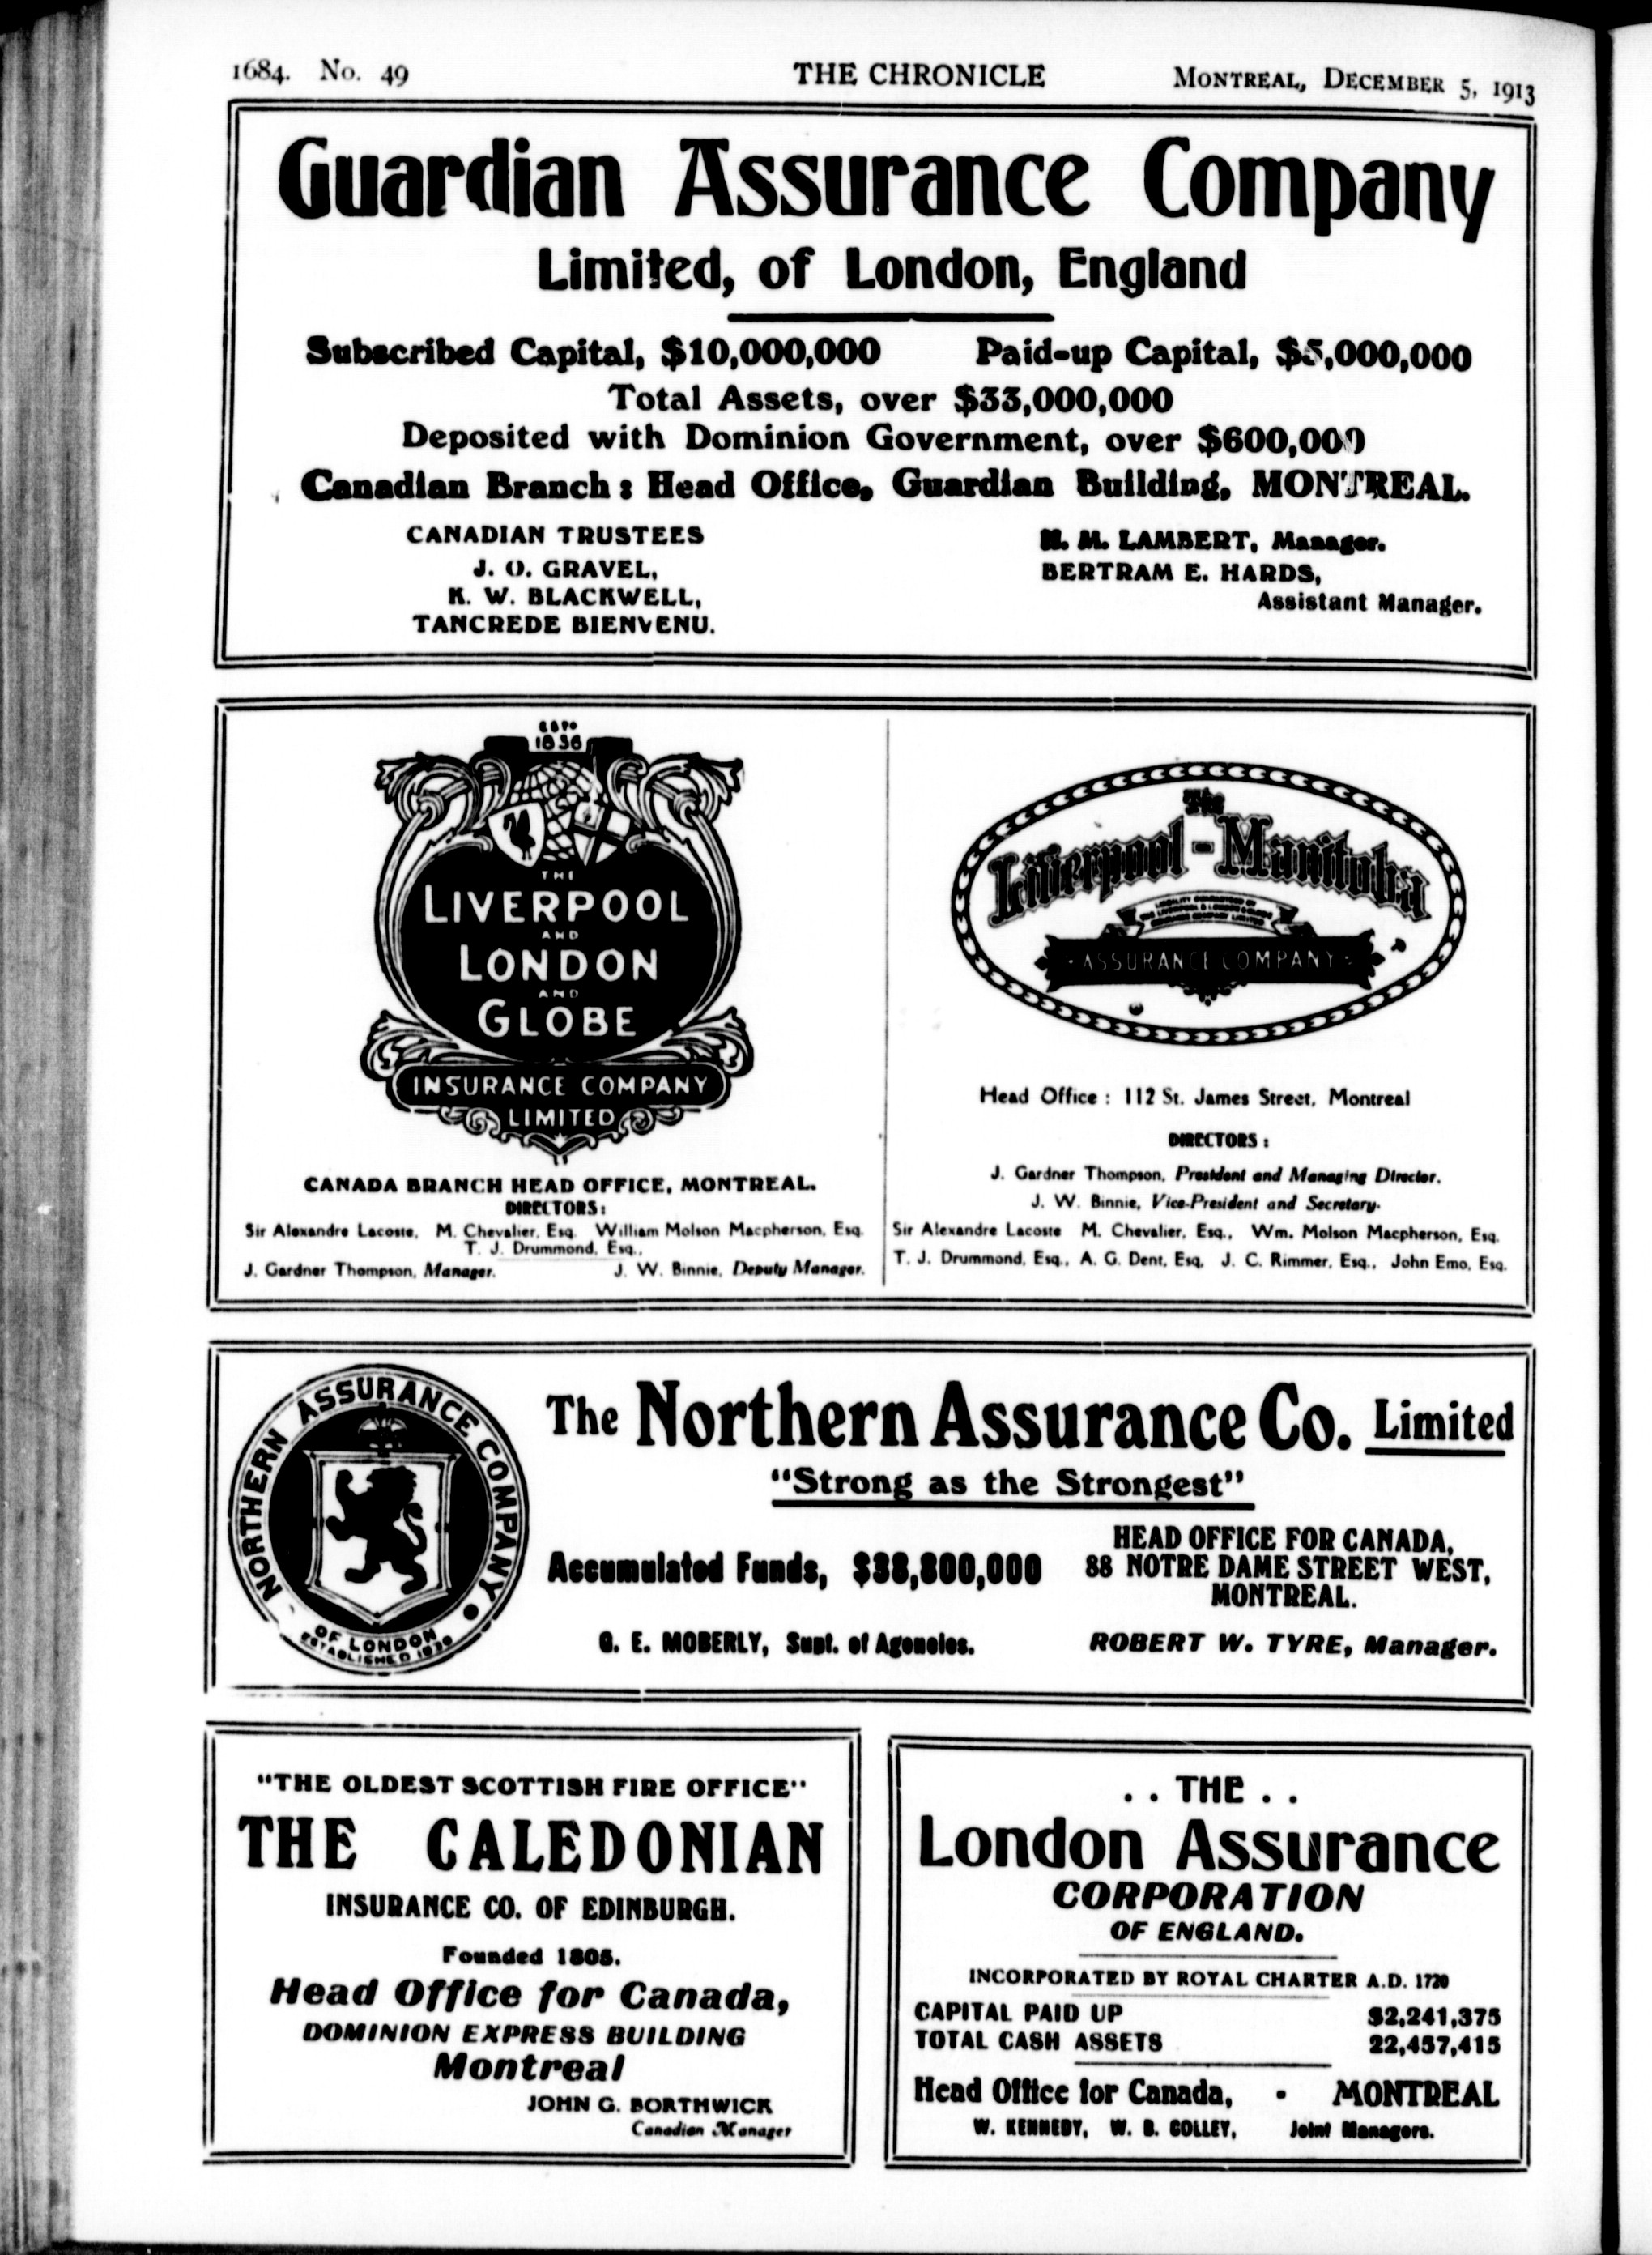 1684. No. 49 THE CHRONICLE MONTREAL, DECEMBER 5, 1913
Guardian Assurance Company
Limited, of London, England
Subscribed Capital, $10,000,000 Paid-up Capital, $5,000,000
Total Assets, over $33,000,000
Deposited with Dominion Government, over $600,000
Canadian Branch: Head Office, Guardian Building, MONTREAL.
CANADIAN TRUSTEES
J. O. GRAVEL,
K. W. BLACKWELL,
TANCREDE BIENVENU.
H. M. LAMBERT, Manager.
BERTRAM E. HARDS,
Assistant Manager.
ESTD
1836
THE
LIVERPOOL
AND
LONDON
AND
GLOBE
INSURANCE COMPANY
LIMITED
CANADA BRANCH HEAD OFFICE, MONTREAL.
DIRECTORS:
Sir Alexandre Lacoste, M. Chevalier, Esq. William Molson Macpherson, Esq.
T. J. Drummond, Esq.,
J. Gardner Thompson, Manager. J. W. Binnie, Deputy Manager.
The
Liverpool-Manitoba
ASSURANCE COMPANY
Head Office: 112 St. James Street, Montreal
DIRECTORS:
J. Gardner Thompson, President and Managing Director.
J. W. Binnie, Vice-President and Secretary.
Sir Alexandre Lacoste M. Chevalier, Esq., Wm. Molson Macpherson, Esq.
T. J. Drummond, Esq., A. G. Dent, Esq, J. C. Rimmer, Esq., John Emo, Esq.
NORTHERN ASSURANCE COMPANY
OF LONDON
ESTABLISHED 1836
The Northern Assurance Co. Limited
"Strong as the Strongest"
Accumulated Funds, $38,800,000
HEAD OFFICE FOR CANADA,
88 NOTRE DAME STREET WEST,
MONTREAL.
G. E. MOBERLY, Supt. of Agencies. ROBERT W. TYRE, Manager.
"THE OLDEST SCOTTISH FIRE OFFICE"
THE CALEDONIAN
INSURANCE CO. OF EDINBURGH.
Founded 1805.
Head Office for Canada,
DOMINION EXPRESS BUILDING
Montreal
JOHN G. BORTHWICK
Canadian Manager
. . THE . .
London Assurance
CORPORATION
OF ENGLAND.
INCORPORATED BY ROYAL CHARTER A.D. 1720
CAPITAL PAID UP $2,241,375
TOTAL CASH ASSETS 22,457,415
Head Office for Canada, - MONTREAL
W. KENNEDY, W. B. COLLEY, Joint Managers.